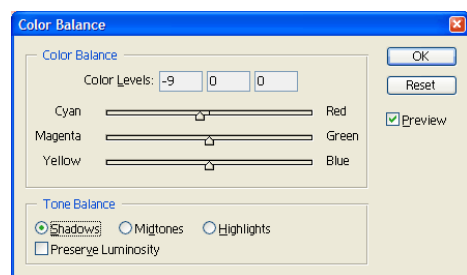 Color Balance
Color Balance
OK
Color Levels: -9 0 0
Reset
Cyan Red
Preview
Magenta Green
Yellow Blue
Tone Balance
Shadows Midtones Highlights
Preserve Luminosity